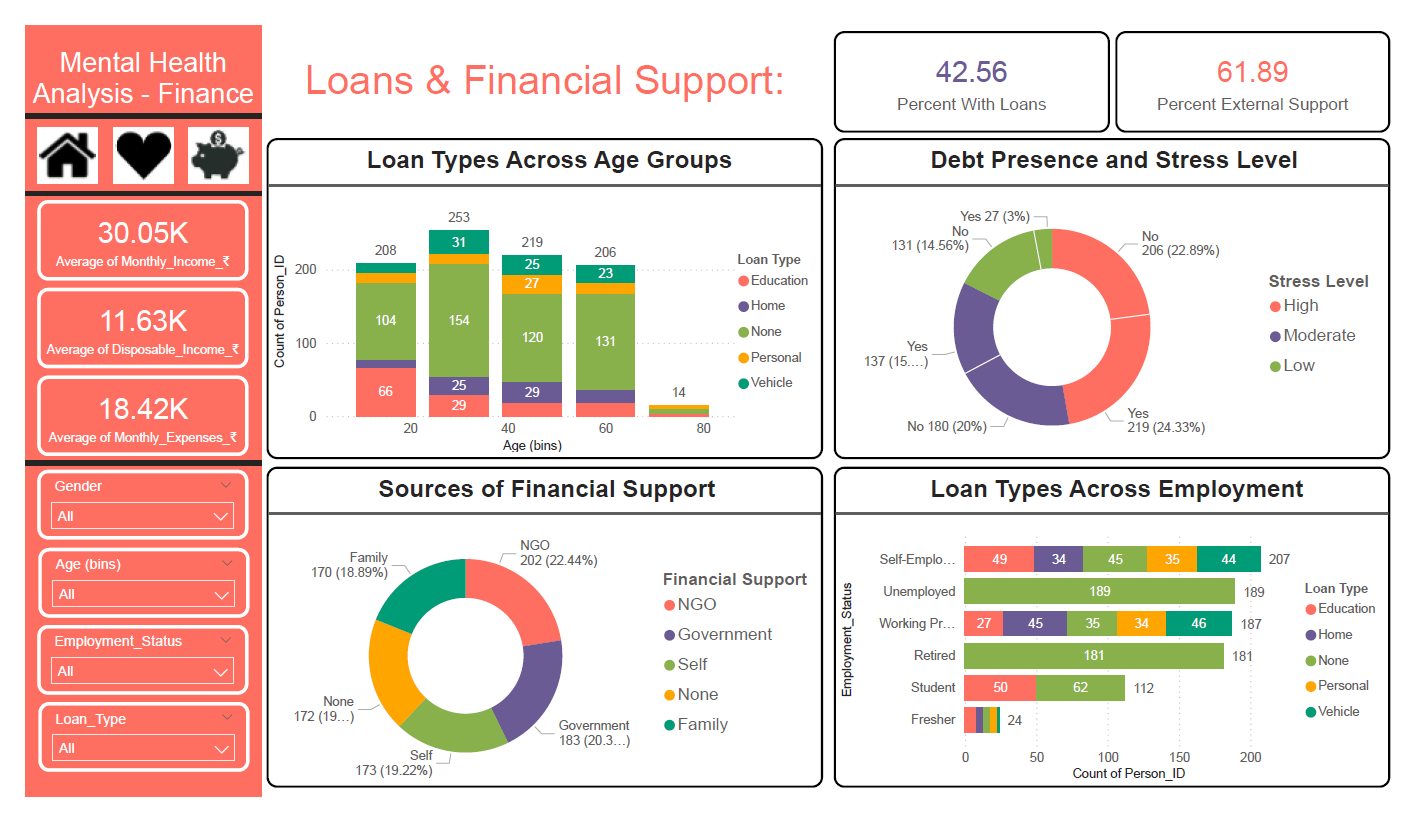 Mental Health
Analysis - Finance
$
30.05K
Average of Monthly_Income_₹
11.63K
Average of Disposable_Income_₹
18.42K
Average of Monthly_Expenses_₹
Gender
All
Age (bins)
All
Employment_Status
All
Loan_Type
All
Loans & Financial Support:
42.56
Percent With Loans
61.89
Percent External Support
Loan Types Across Age Groups
Count of Person_ID
200
100
0
208
104
66
253
31
154
25
29
219
25
27
120
29
206
23
131
14
20
40
60
80
Age (bins)
Loan Type
Education
Home
None
Personal
Vehicle
Debt Presence and Stress Level
Yes 27 (3%)
No
131 (14.56%)
No
206 (22.89%)
Yes
137 (15....)
No 180 (20%)
Yes
219 (24.33%)
Stress Level
High
Moderate
Low
Sources of Financial Support
Family
170 (18.89%)
NGO
202 (22.44%)
None
172 (19...)
Self
173 (19.22%)
Government
183 (20.3...)
Financial Support
NGO
Government
Self
None
Family
Loan Types Across Employment
Employment_Status
Self-Emplo... 49 34 45 35 44 207
Unemployed 189 189
Working Pr... 27 45 35 34 46 187
Retired 181 181
Student 50 62 112
Fresher 24
0 50 100 150 200
Count of Person_ID
Loan Type
Education
Home
None
Personal
Vehicle